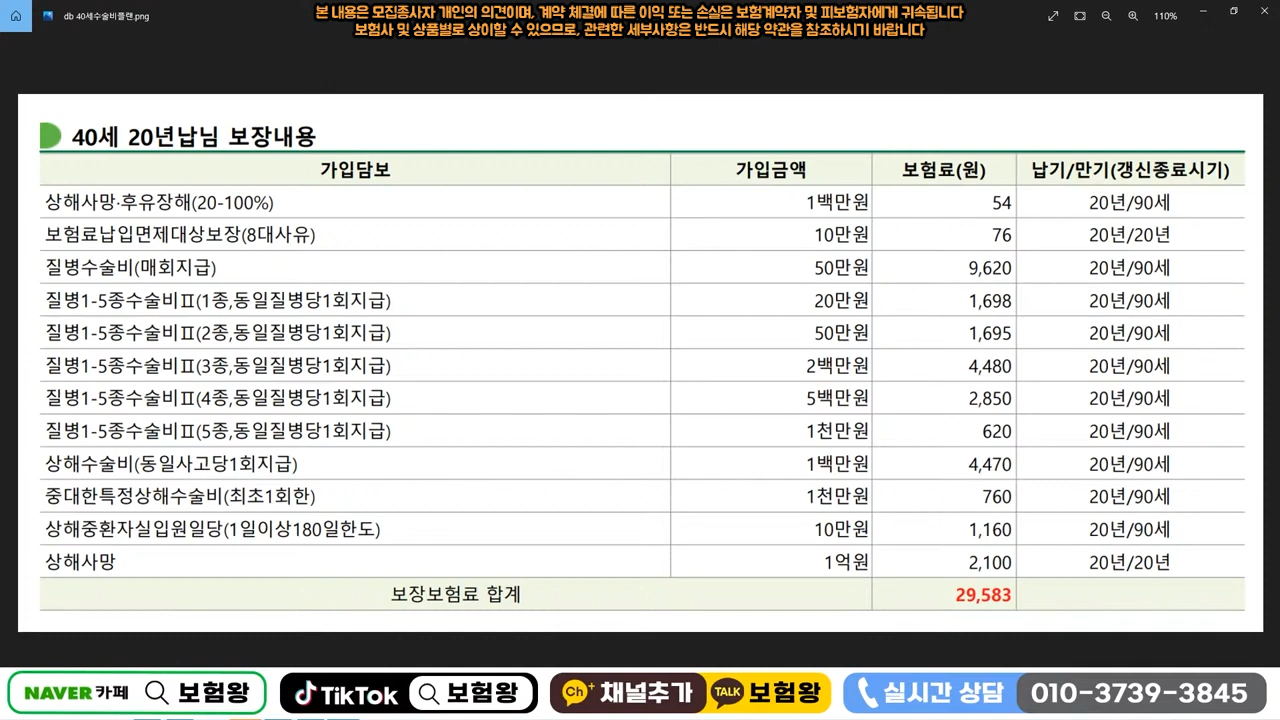 db 40세수술비플랜.png
본 내용은 모집종사자 개인의 의견이며, 계약 체결에 따른 이익 또는 손실은 보험계약자 및 피보험자에게 귀속됩니다
보험사 및 상품별로 상이할 수 있으므로, 관련한 세부사항은 반드시 해당 약관을 참조하시기 바랍니다
110%
40세 20년납님 보장내용
가입담보 가입금액 보험료(원) 납기/만기(갱신종료시기)
상해사망·후유장해(20-100%) 1백만원 54 20년/90세
보험료납입면제대상보장(8대사유) 10만원 76 20년/20년
질병수술비(매회지급) 50만원 9,620 20년/90세
질병1-5종수술비Ⅱ(1종,동일질병당1회지급) 20만원 1,698 20년/90세
질병1-5종수술비Ⅱ(2종,동일질병당1회지급) 50만원 1,695 20년/90세
질병1-5종수술비Ⅱ(3종,동일질병당1회지급) 2백만원 4,480 20년/90세
질병1-5종수술비Ⅱ(4종,동일질병당1회지급) 5백만원 2,850 20년/90세
질병1-5종수술비Ⅱ(5종,동일질병당1회지급) 1천만원 620 20년/90세
상해수술비(동일사고당1회지급) 1백만원 4,470 20년/90세
중대한특정상해수술비(최초1회한) 1천만원 760 20년/90세
상해중환자실입원일당(1일이상180일한도) 10만원 1,160 20년/90세
상해사망 1억원 2,100 20년/20년
보장보험료 합계 29,583
NAVER 카페 보험왕 TikTok 보험왕 Ch+ 채널추가 TALK 보험왕 실시간 상담 010-3739-3845